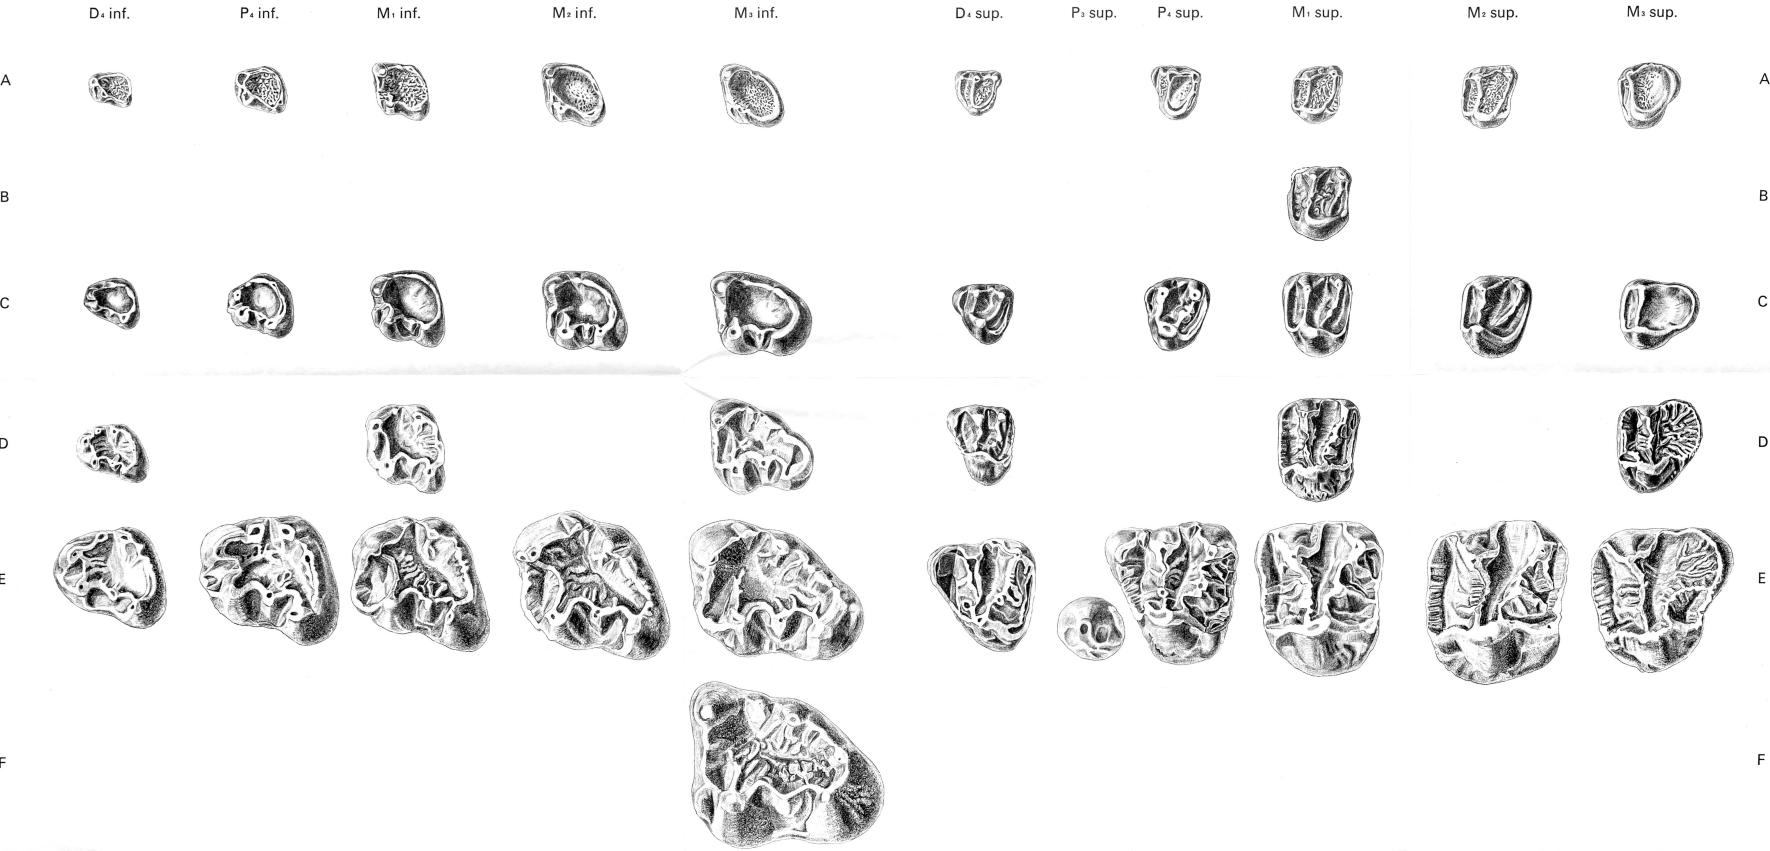 D4 inf. P4 inf. M1 inf. M2 inf. M3 inf. D4 sup. P3 sup. P4 sup. M1 sup. M2 sup. M3 sup.
A A
B B
C C
D D
E E
F F